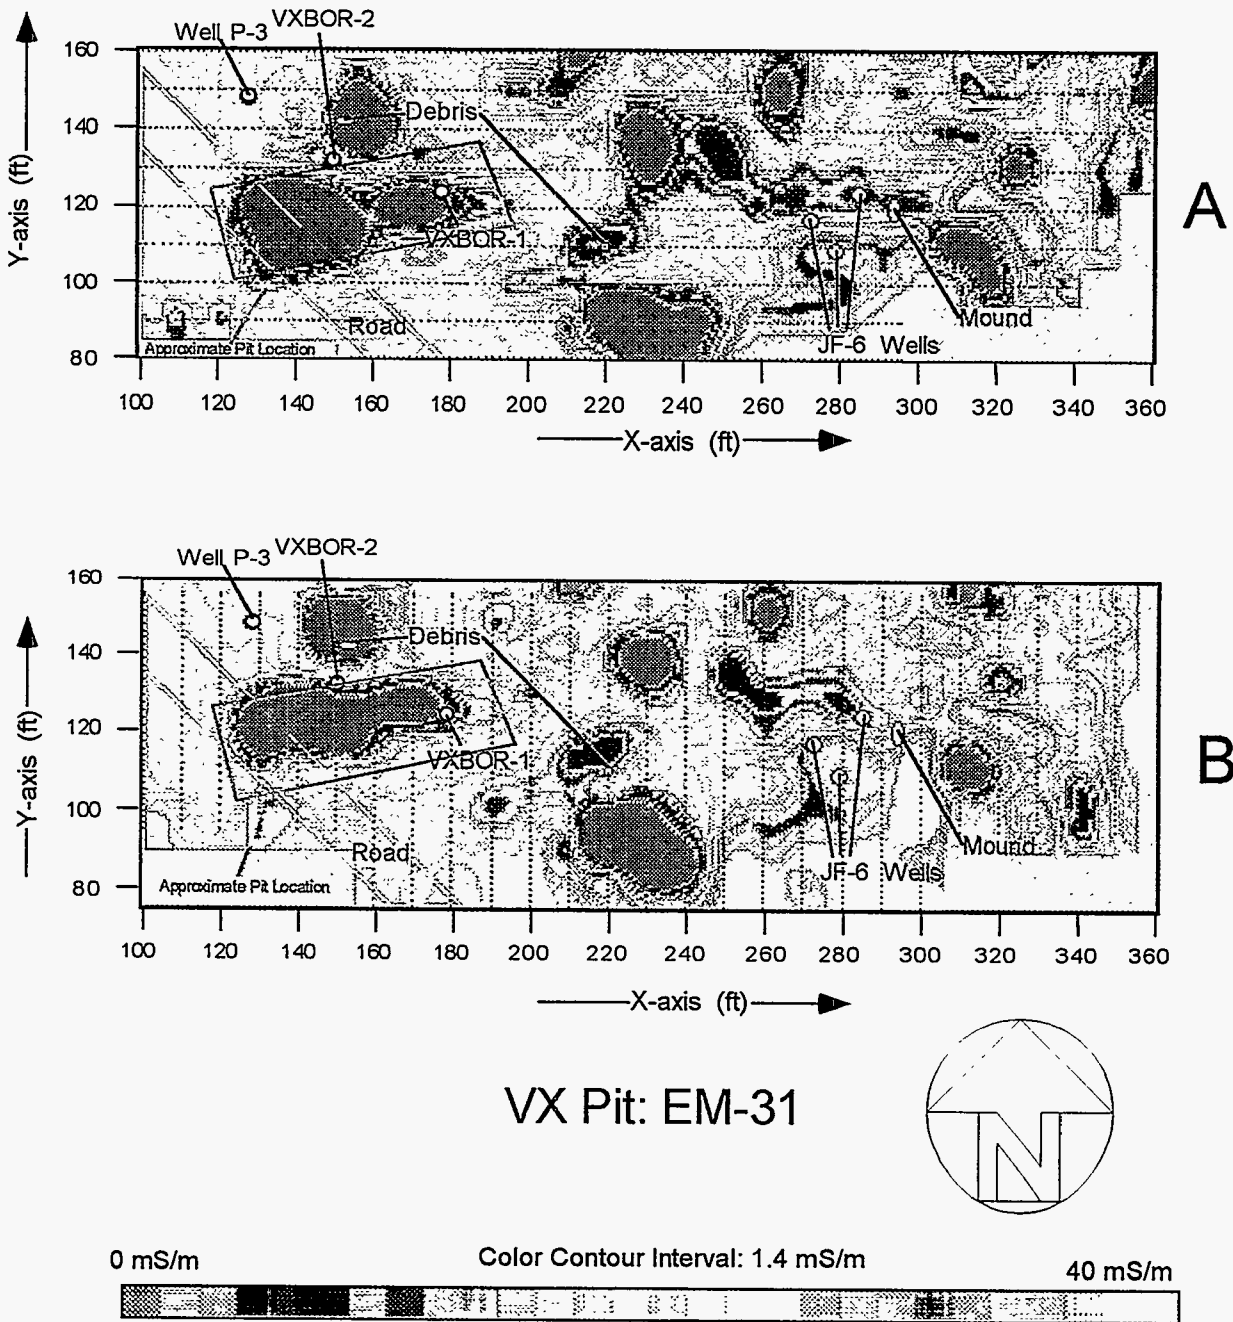 VXBOR-2
Well P-3
160
140
120
100
80
Y-axis (ft)
Debris
VXBOR-1
Road
Approximate Pit Location
JF-6 Wells
Mound
A
100 120 140 160 180 200 220 240 260 280 300 320 340 360
X-axis (ft)
Well P-3 VXBOR-2
160
140
120
100
80
Y-axis (ft)
Debris
VXBOR-1
Road
Approximate Pit Location
JF-6 Wells
Mound
B
100 120 140 160 180 200 220 240 260 280 300 320 340 360
X-axis (ft)
VX Pit: EM-31
N
0 mS/m Color Contour Interval: 1.4 mS/m 40 mS/m